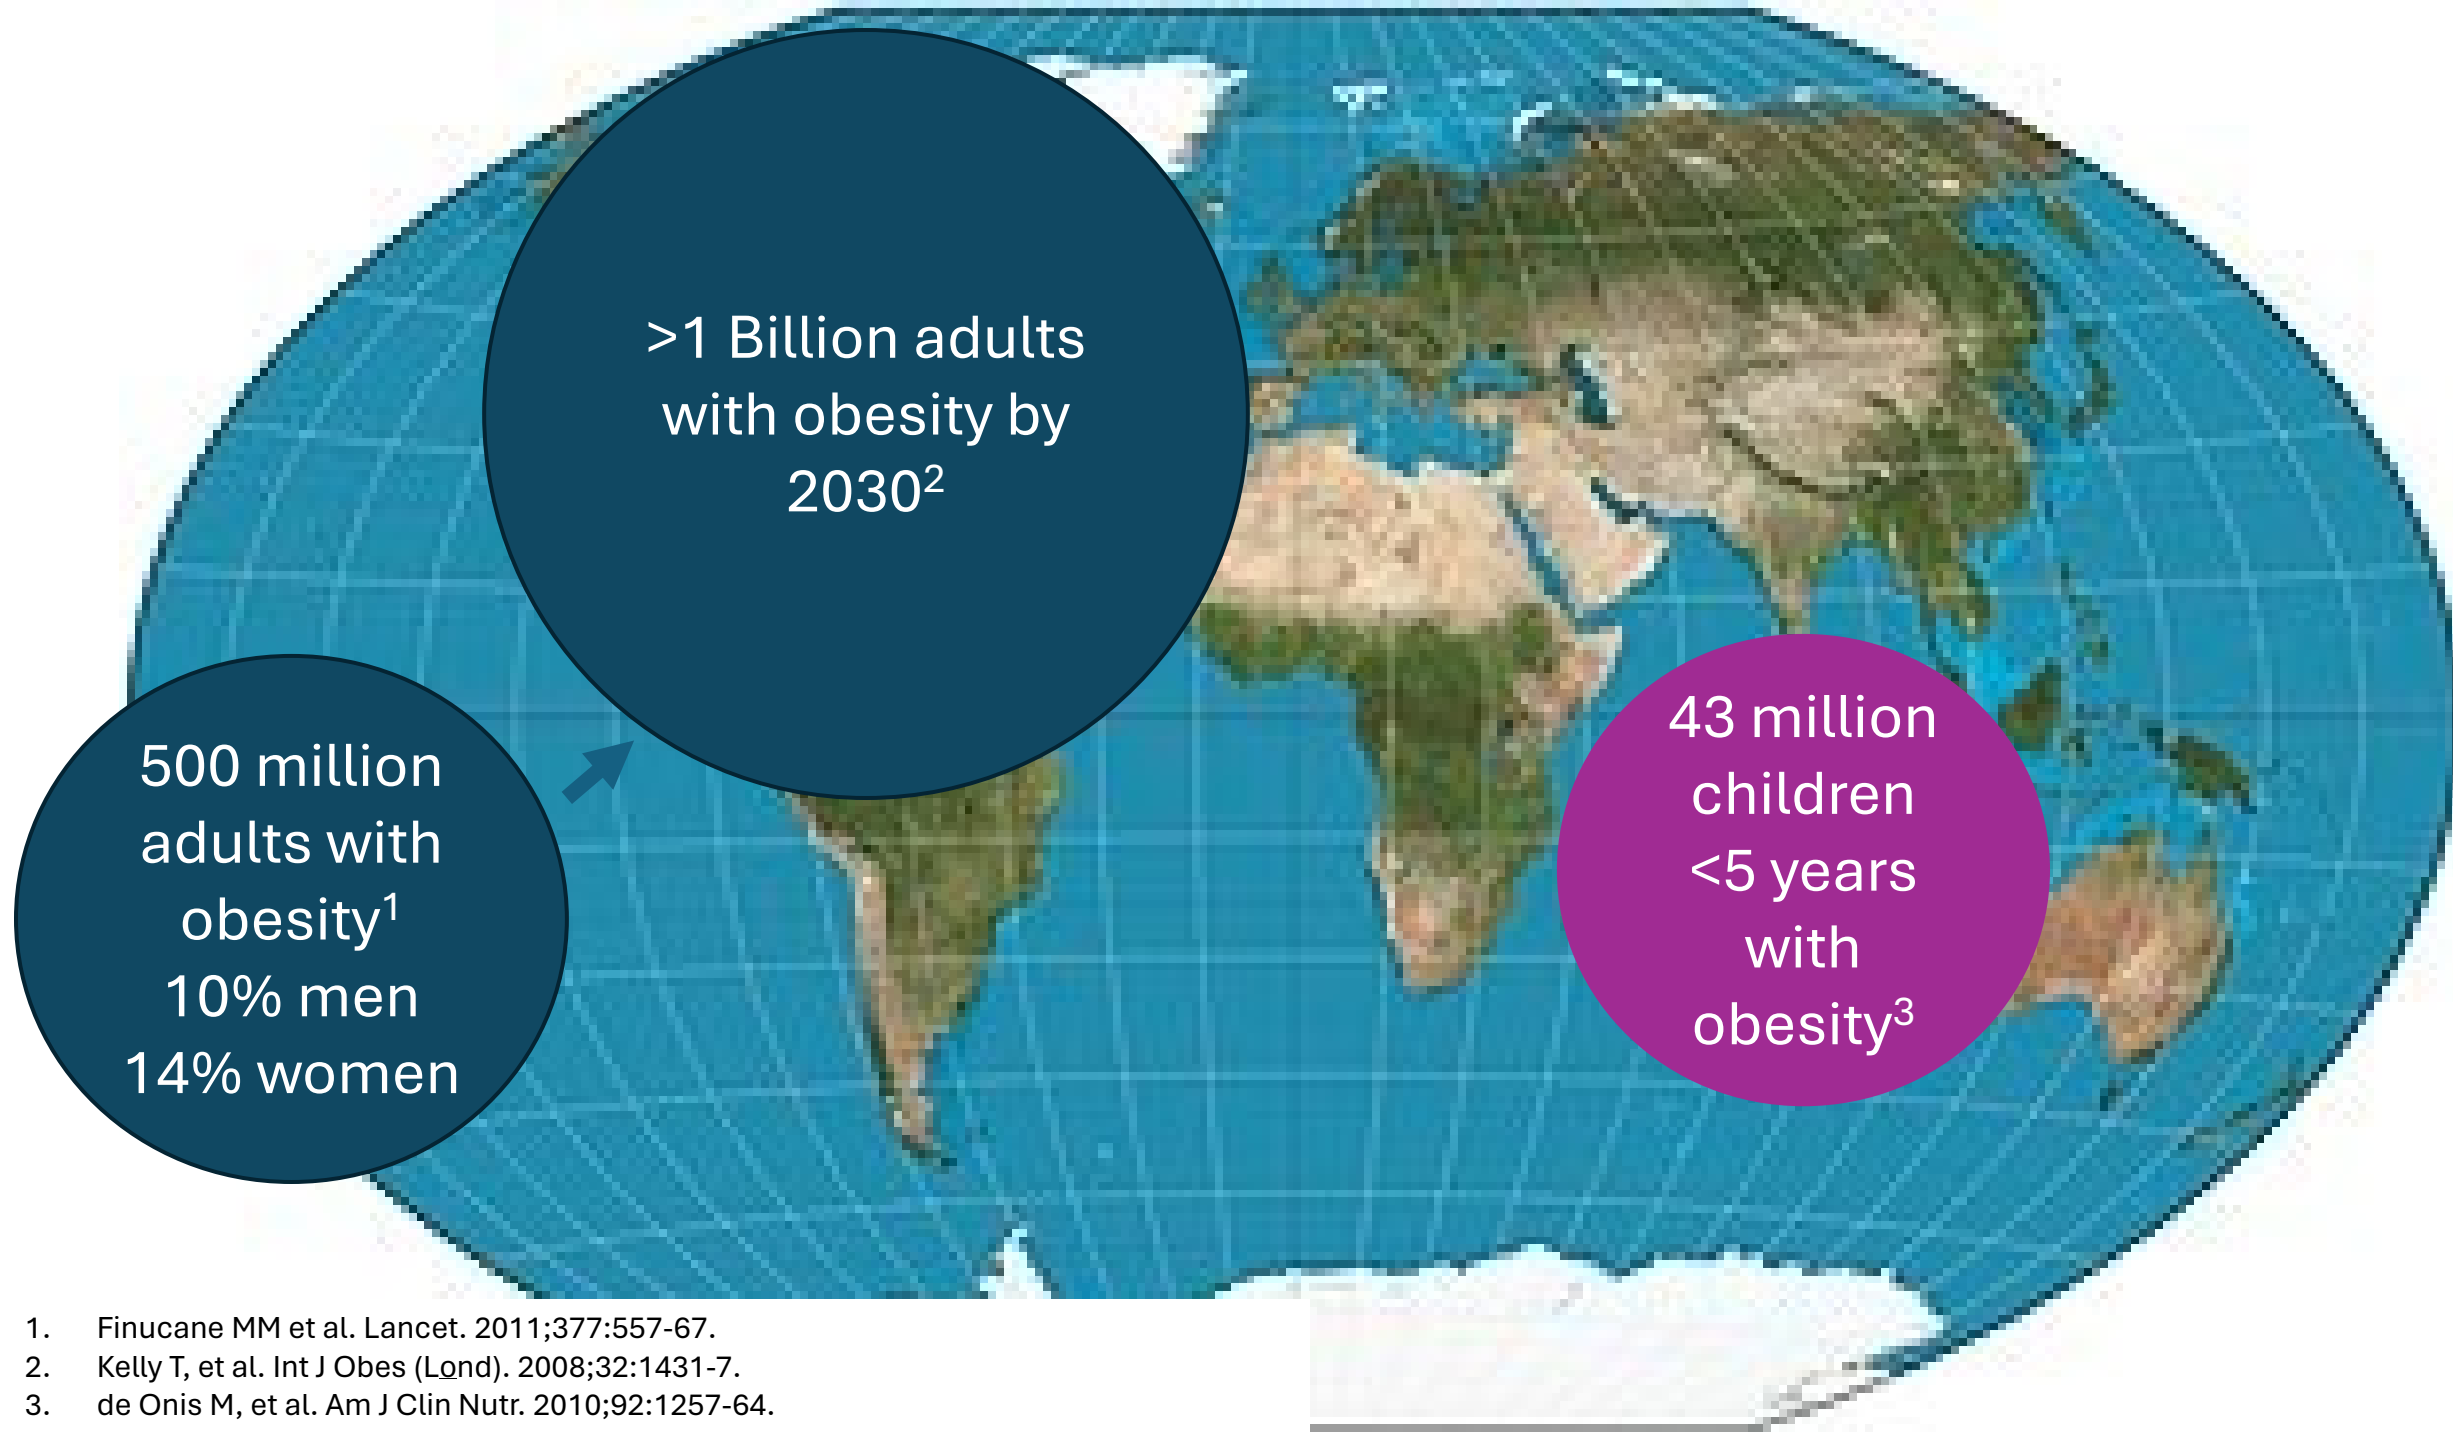 >1 Billion adults
with obesity by
2030²
500 million
adults with
obesity¹
10% men
14% women
43 million
children
<5 years
with
obesity³
1. Finucane MM et al. Lancet. 2011;377:557-67.
2. Kelly T, et al. Int J Obes (Lond). 2008;32:1431-7.
3. de Onis M, et al. Am J Clin Nutr. 2010;92:1257-64.